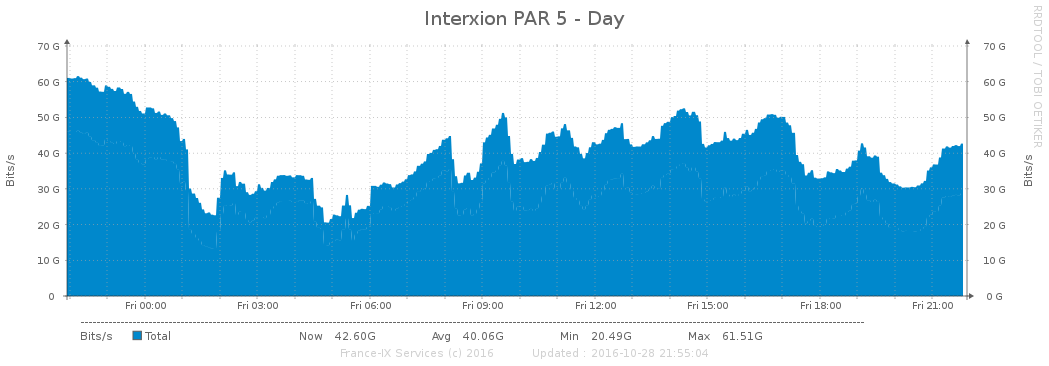 Interxion PAR 5 - Day
RRDTOOL / TOBI OETIKER
Bits/s
70 G 70 G
60 G 60 G
50 G 50 G
40 G 40 G
30 G 30 G
20 G 20 G
10 G 10 G
0 0 G
Bits/s
Fri 00:00 Fri 03:00 Fri 06:00 Fri 09:00 Fri 12:00 Fri 15:00 Fri 18:00 Fri 21:00
Bits/s Total Now 42.60G Avg 40.06G Min 20.49G Max 61.51G
France-IX Services (c) 2016 Updated : 2016-10-28 21:55:04